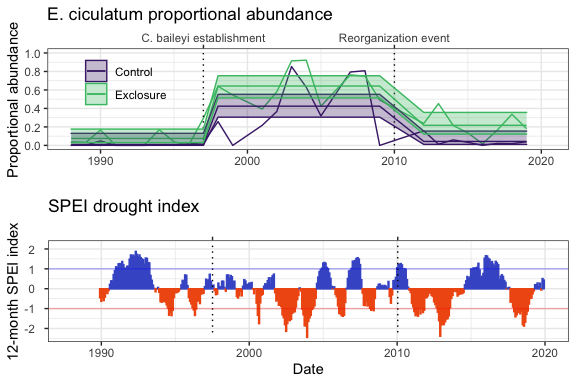 E. ciculatum proportional abundance
C. baileyi establishment
Reorganization event
Proportional abundance
1.0
0.8
0.6
0.4
0.2
0.0
Control
Exclosure
1990
2000
2010
2020
SPEI drought index
12-month SPEI index
2
1
0
-1
-2
1990
2000
2010
2020
Date